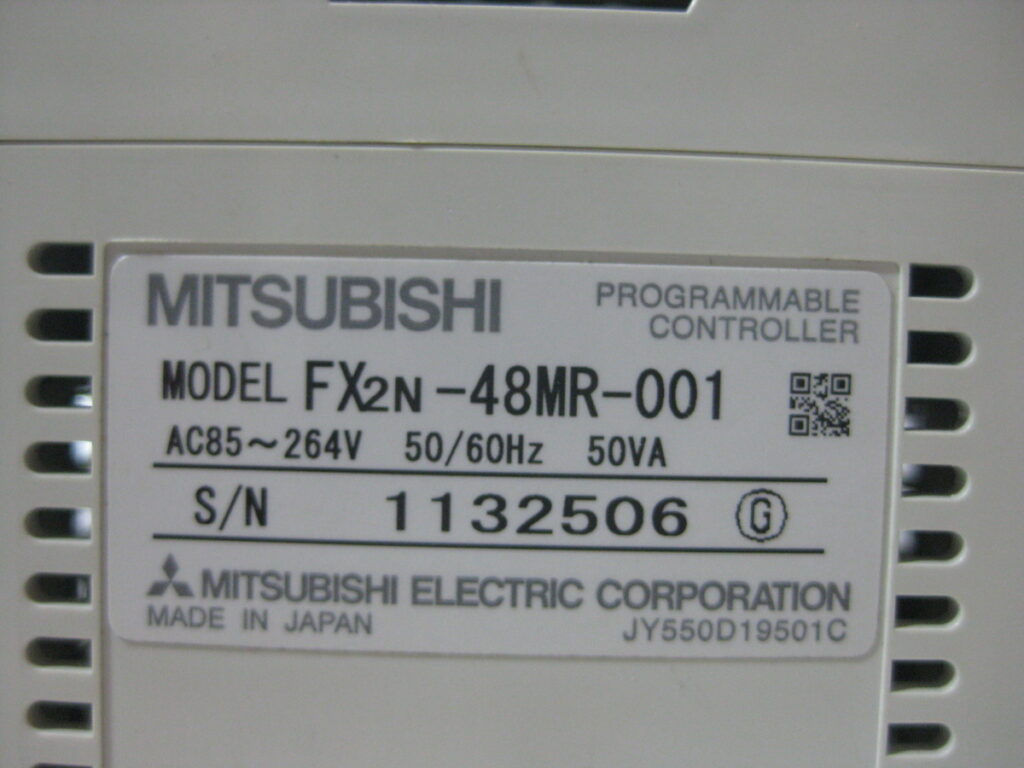 MITSUBISHI
PROGRAMMABLE
CONTROLLER
MODEL FX2N-48MR-001
AC85~264V 50/60Hz 50VA
S/N 1132506 G
MITSUBISHI ELECTRIC CORPORATION
MADE IN JAPAN
JY550D19501C